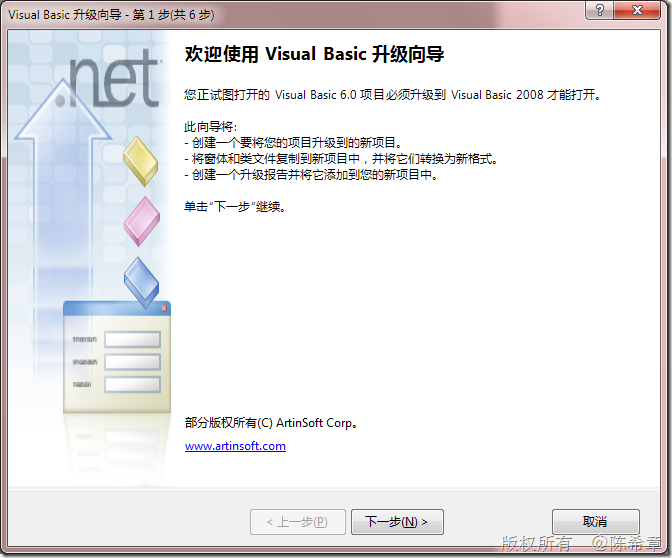 Visual Basic 升级向导 - 第 1 步(共 6 步)
.net
欢迎使用 Visual Basic 升级向导
您正试图打开的 Visual Basic 6.0 项目必须升级到 Visual Basic 2008 才能打开。
此向导将:
- 创建一个要将您的项目升级到的新项目。
- 将窗体和类文件复制到新项目中，并将它们转换为新格式。
- 创建一个升级报告并将它添加到您的新项目中。
单击“下一步”继续。
部分版权所有(C) ArtinSoft Corp。
www.artinsoft.com
< 上一步(P)
下一步(N) >
取消
版权所有 @陈希章